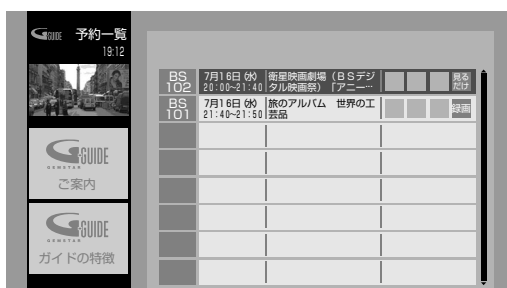 GGUIDE 予約一覧
19:12
BS
102
7月16日(水)
20:00~21:40
衛星映画劇場(BSデジ
タル映画祭)「アニー…
見る
だけ
BS
101
7月16日(水)
21:40~21:50
旅のアルバム 世界の工
芸品
録画
GGUIDE
GEMSTAR
ご案内
GGUIDE
GEMSTAR
ガイドの特徴